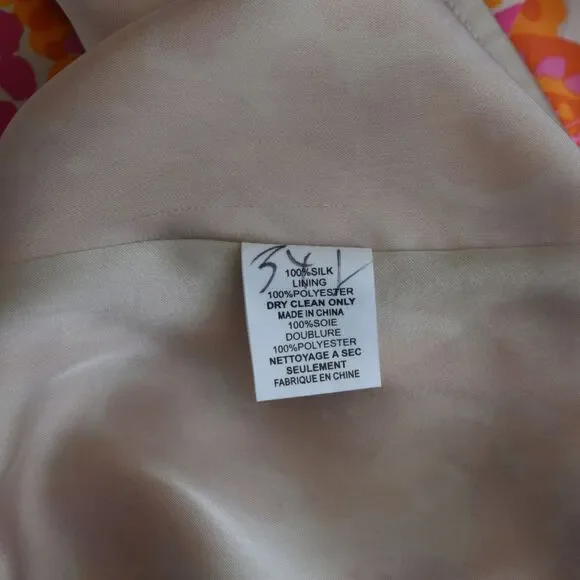 100%SILK
LINING
100%POLYESTER
DRY CLEAN ONLY
MADE IN CHINA
100%SOIE
DOUBLURE
100%POLYESTER
NETTOYAGE A SEC
SEULEMENT
FABRIQUE EN CHINE